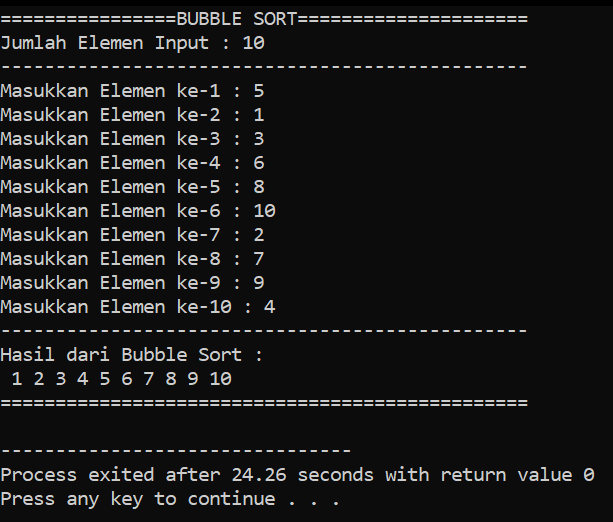 ================BUBBLE SORT=====================
Jumlah Elemen Input : 10
------------------------------------------------
Masukkan Elemen ke-1 : 5
Masukkan Elemen ke-2 : 1
Masukkan Elemen ke-3 : 3
Masukkan Elemen ke-4 : 6
Masukkan Elemen ke-5 : 8
Masukkan Elemen ke-6 : 10
Masukkan Elemen ke-7 : 2
Masukkan Elemen ke-8 : 7
Masukkan Elemen ke-9 : 9
Masukkan Elemen ke-10 : 4
------------------------------------------------
Hasil dari Bubble Sort :
 1 2 3 4 5 6 7 8 9 10
================================================

--------------------------------
Process exited after 24.26 seconds with return value 0
Press any key to continue . . .